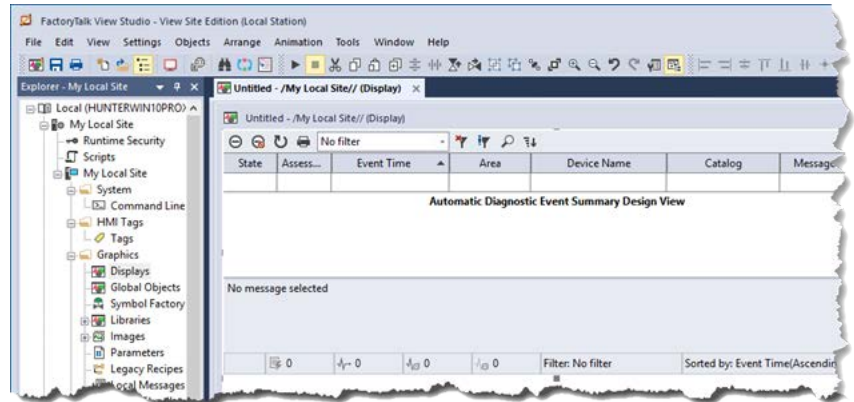 FactoryTalk View Studio - View Site Edition (Local Station)
File Edit View Settings Objects Arrange Animation Tools Window Help
Explorer - My Local Site
Untitled - /My Local Site// (Display)
Local (HUNTERWIN10PRO)
Untitled - /My Local Site// (Display)
My Local Site
Runtime Security
No filter
Scripts
State Assess... Event Time Area Device Name Catalog Message
My Local Site
System
Command Line
Automatic Diagnostic Event Summary Design View
HMI Tags
Tags
Graphics
Displays
Global Objects
No message selected
Symbol Factory
Libraries
Images
Parameters
0 0 0 0 Filter: No filter Sorted by: Event Time(Ascendin
Legacy Recipes
Local Messages